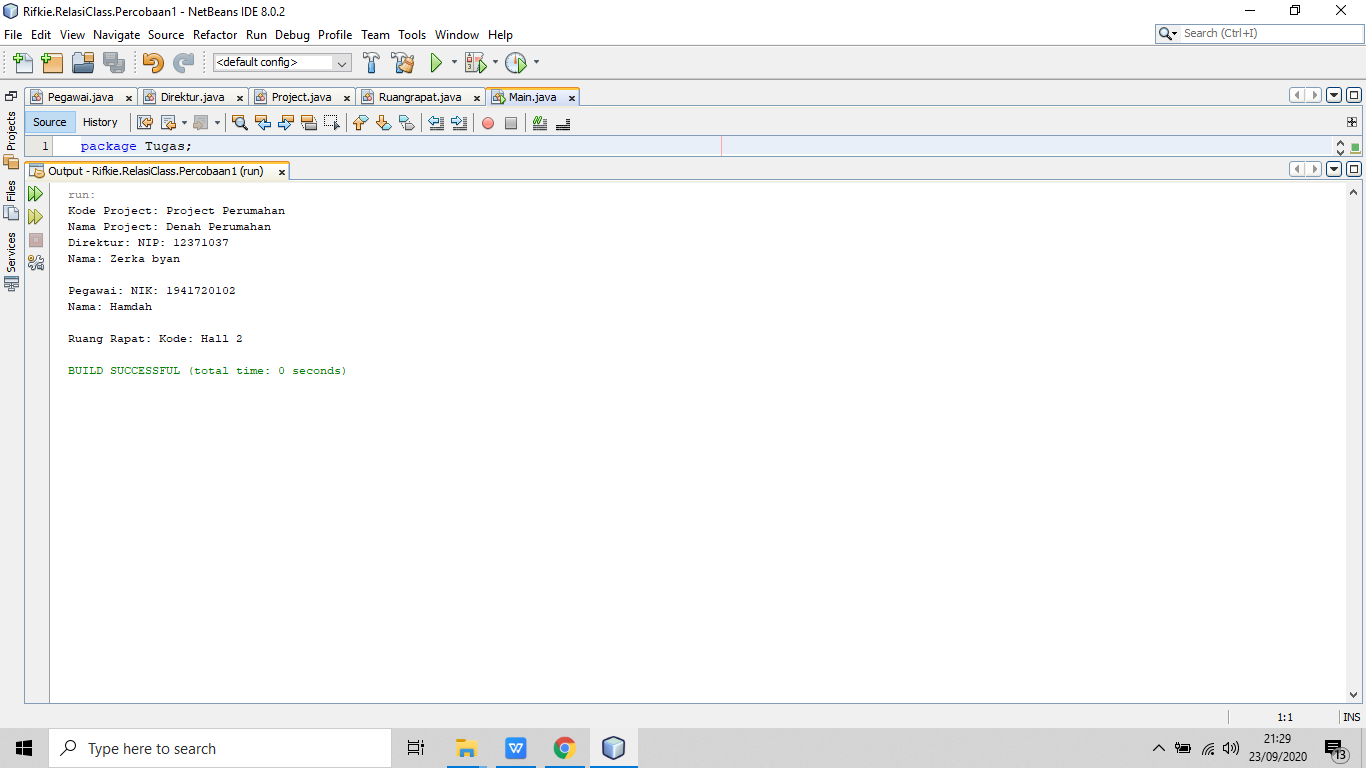 Rifkie.RelasiClass.Percobaan1 - NetBeans IDE 8.0.2
File Edit View Navigate Source Refactor Run Debug Profile Team Tools Window Help
Search (Ctrl+I)
<default config>
Pegawai.java Direktur.java Project.java Ruangrapat.java Main.java
Source History
1 package Tugas;
Output - Rifkie.RelasiClass.Percobaan1 (run)
Projects
Files
Services
run:
Kode Project: Project Perumahan
Nama Project: Denah Perumahan
Direktur: NIP: 12371037
Nama: Zerka byan
Pegawai: NIK: 1941720102
Nama: Hamdah
Ruang Rapat: Kode: Hall 2
BUILD SUCCESSFUL (total time: 0 seconds)
1:1 INS
Type here to search
21:29
23/09/2020
13